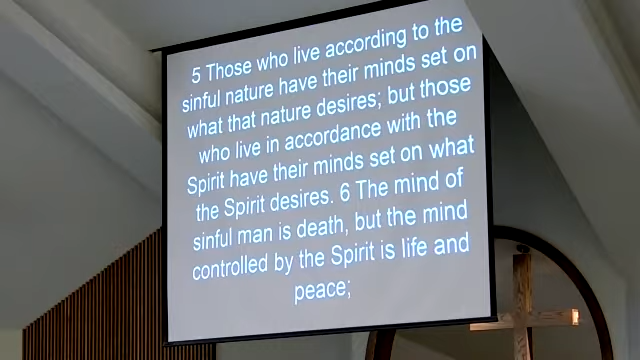 5 Those who live according to the
sinful nature have their minds set on
what that nature desires; but those
who live in accordance with the
Spirit have their minds set on what
the Spirit desires. 6 The mind of
sinful man is death, but the mind
controlled by the Spirit is life and
peace;